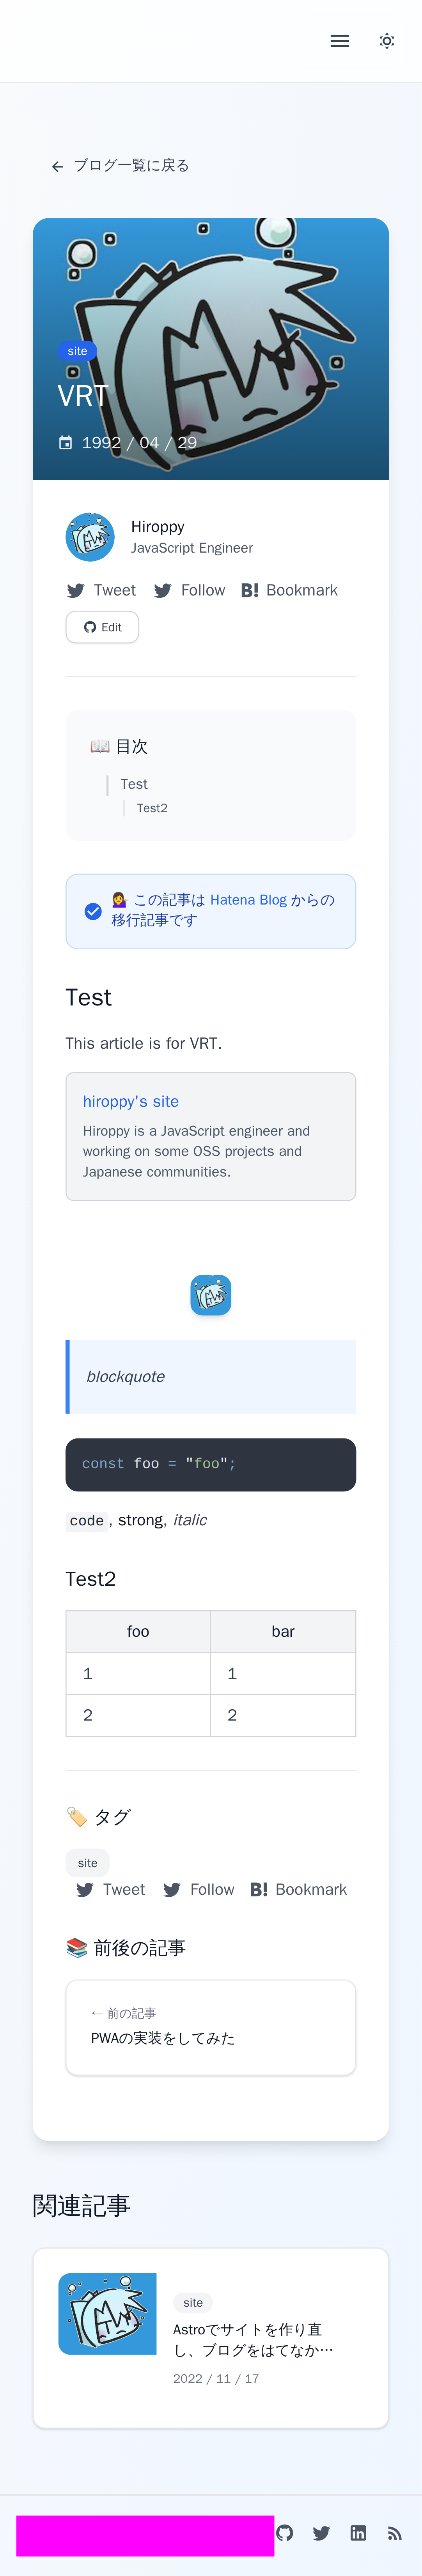 ← ブログ一覧に戻る
site
VRT
1992 / 04 / 29
Hiroppy
JavaScript Engineer
Tweet Follow B! Bookmark
Edit
📖 目次
Test
Test2
💁‍♀️ この記事は Hatena Blog からの
移行記事です
Test
This article is for VRT.
hiroppy's site
Hiroppy is a JavaScript engineer and
working on some OSS projects and
Japanese communities.
blockquote
const foo = "foo";
code, strong, italic
Test2
foo bar
1 1
2 2
🏷️ タグ
site
Tweet Follow B! Bookmark
📚 前後の記事
← 前の記事
PWAの実装をしてみた
関連記事
site
Astroでサイトを作り直
し、ブログをはてなか…
2022 / 11 / 17